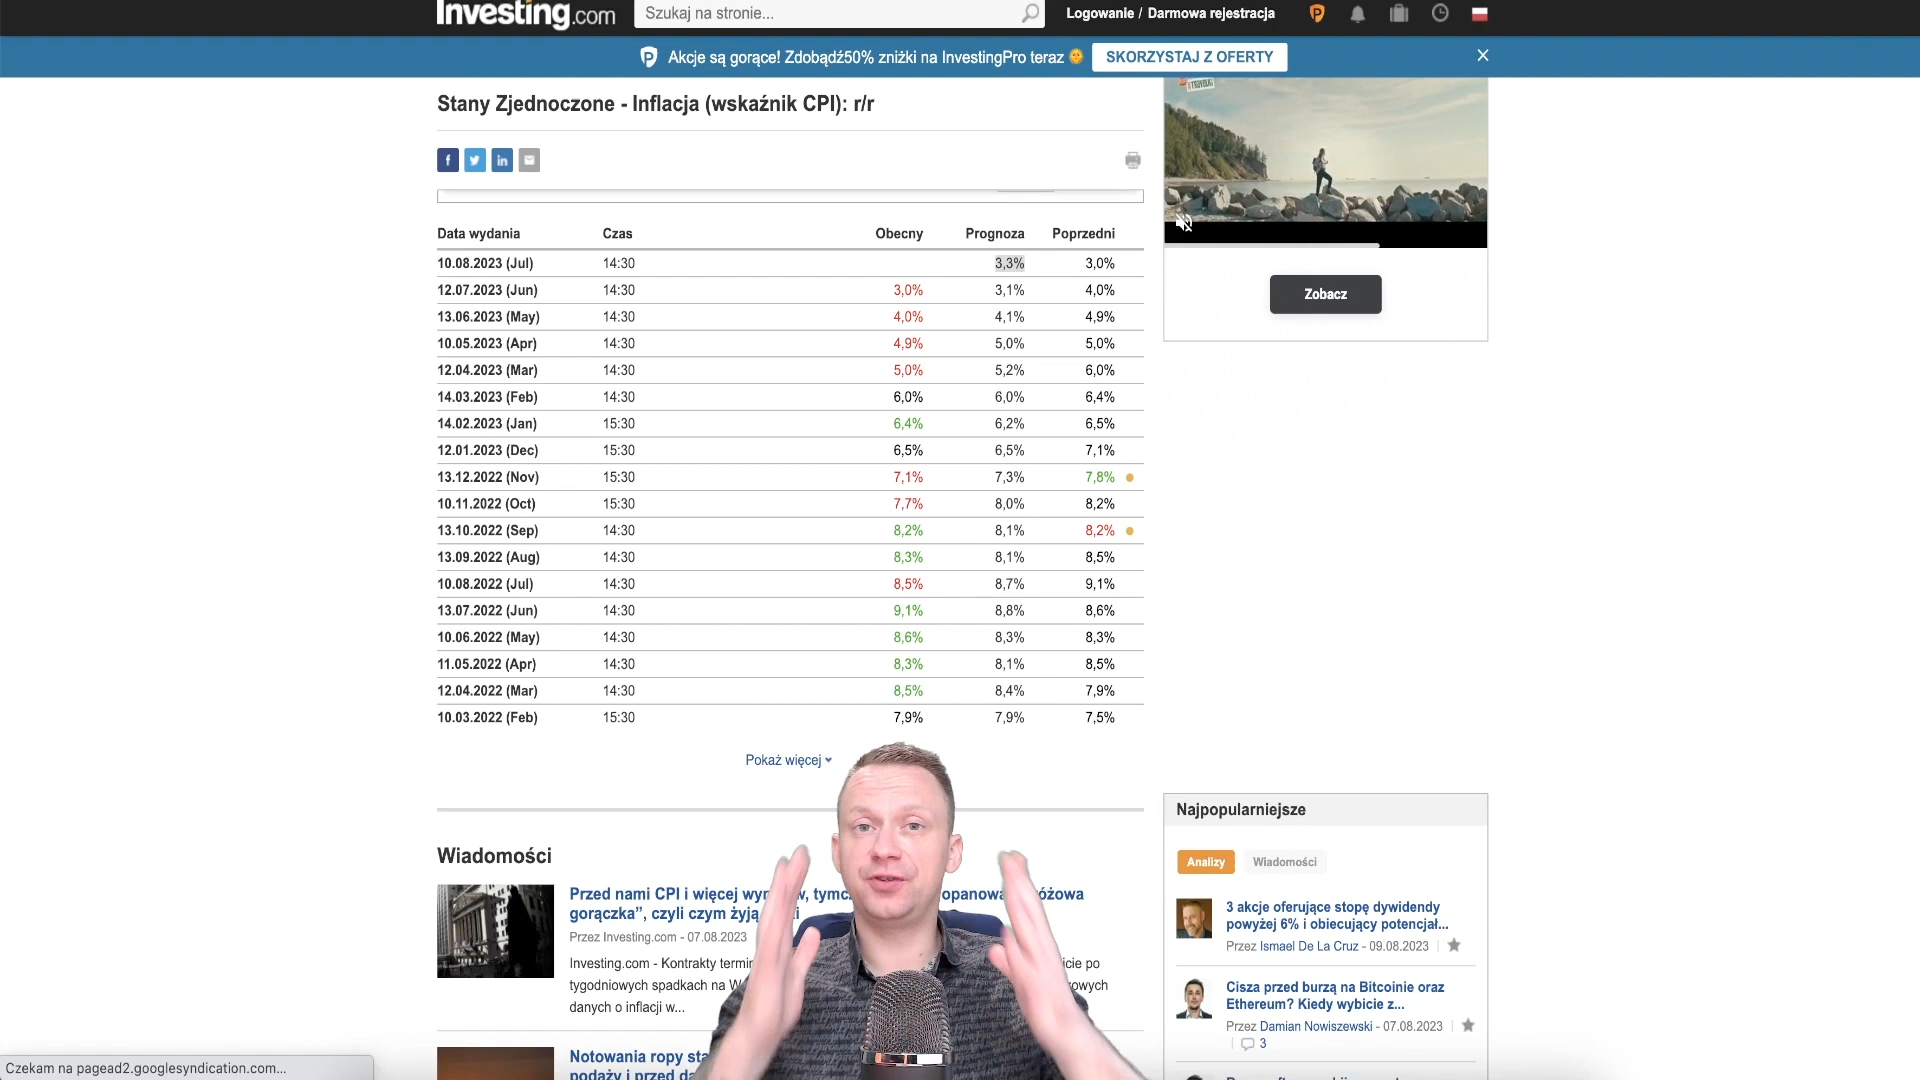 Investing.com
Szukaj na stronie...
Logowanie / Darmowa rejestracja
Akcje są gorące! Zdobądź50% zniżki na InvestingPro teraz
SKORZYSTAJ Z OFERTY
Stany Zjednoczone - Inflacja (wskaźnik CPI): r/r
Data wydania Czas Obecny Prognoza Poprzedni
10.08.2023 (Jul) 14:30 3,3% 3,0%
12.07.2023 (Jun) 14:30 3,0% 3,1% 4,0%
13.06.2023 (May) 14:30 4,0% 4,1% 4,9%
10.05.2023 (Apr) 14:30 4,9% 5,0% 5,0%
12.04.2023 (Mar) 14:30 5,0% 5,2% 6,0%
14.03.2023 (Feb) 14:30 6,0% 6,0% 6,4%
14.02.2023 (Jan) 15:30 6,4% 6,2% 6,5%
12.01.2023 (Dec) 15:30 6,5% 6,5% 7,1%
13.12.2022 (Nov) 15:30 7,1% 7,3% 7,8%
10.11.2022 (Oct) 15:30 7,7% 8,0% 8,2%
13.10.2022 (Sep) 14:30 8,2% 8,1% 8,2%
13.09.2022 (Aug) 14:30 8,3% 8,1% 8,5%
10.08.2022 (Jul) 14:30 8,5% 8,7% 9,1%
13.07.2022 (Jun) 14:30 9,1% 8,8% 8,6%
10.06.2022 (May) 14:30 8,6% 8,3% 8,3%
11.05.2022 (Apr) 14:30 8,3% 8,1% 8,5%
12.04.2022 (Mar) 14:30 8,5% 8,4% 7,9%
10.03.2022 (Feb) 15:30 7,9% 7,9% 7,5%
Pokaż więcej
Wiadomości
Przed nami CPI i więcej
gorączka”, czyli czym żyją
Przez Investing.com - 07.08.2023
Investing.com - Kontrakty po
tygodniowych spadkach na
danych o inflacji w...
Notowania ropy
podaży i przed
Zobacz
Najpopularniejsze
Analizy
Wiadomości
3 akcje oferujące stopę dywidendy
powyżej 6% i obiecujący potencjał...
Przez Ismael De La Cruz - 09.08.2023
Cisza przed burzą na Bitcoinie oraz
Ethereum? Kiedy wybicie z...
Przez Damian Nowiszewski - 07.08.2023
3
Czekam na pagead2.googlesyndication.com...